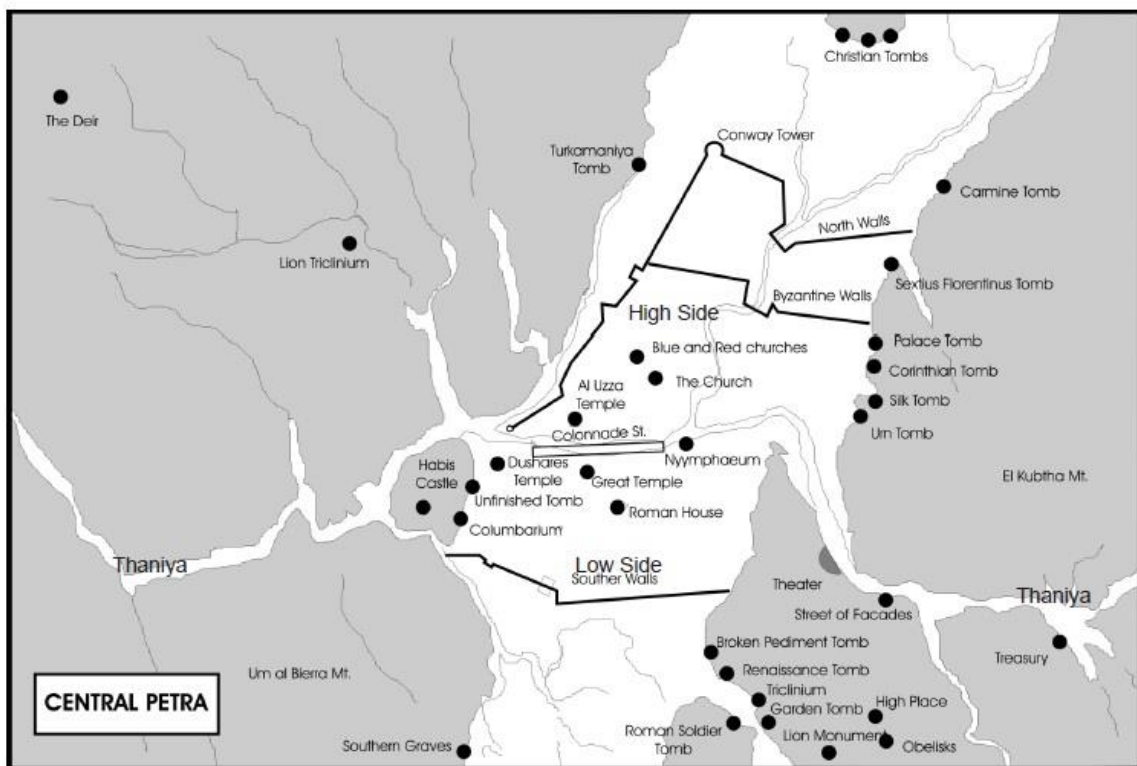 Christian Tombs
The Deir
Conway Tower
Turkamaniya
Tomb
Carmine Tomb
North Walls
Lion Triclinium
Sextius Florentinus Tomb
Byzantine Walls
High Side
Palace Tomb
Blue and Red churches
Corinthian Tomb
The Church
Al Uzza
Temple
Silk Tomb
Urn Tomb
Colonnade St.
Nyymphaeum
Habis
Castle
Dushares
Temple
Great Temple
El Kubtha Mt.
Unfinished Tomb
Roman House
Columbarium
Thaniya
Low Side
Souther Walls
Theater
Thaniya
Street of Facades
Broken Pediment Tomb
Treasury
Um al Bierra Mt.
Renaissance Tomb
Triclinium
CENTRAL PETRA
Garden Tomb
High Place
Roman Soldier
Tomb
Lion Monument
Obelisks
Southern Graves